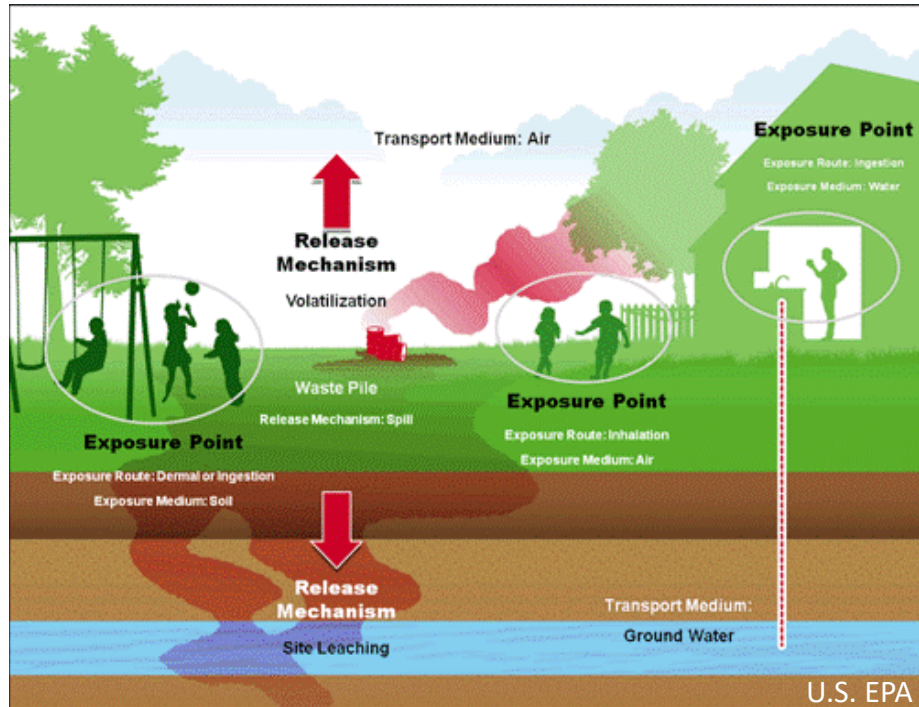 Transport Medium: Air
Exposure Point
Exposure Route: Ingestion
Exposure Medium: Water
Release
Mechanism
Volatilization
Waste Pile
Release Mechanism: Spill
Exposure Point
Exposure Route: Dermal or Ingestion
Exposure Medium: Soil
Exposure Point
Exposure Route: Inhalation
Exposure Medium: Air
Release
Mechanism
Site Leaching
Transport Medium:
Ground Water
U.S. EPA